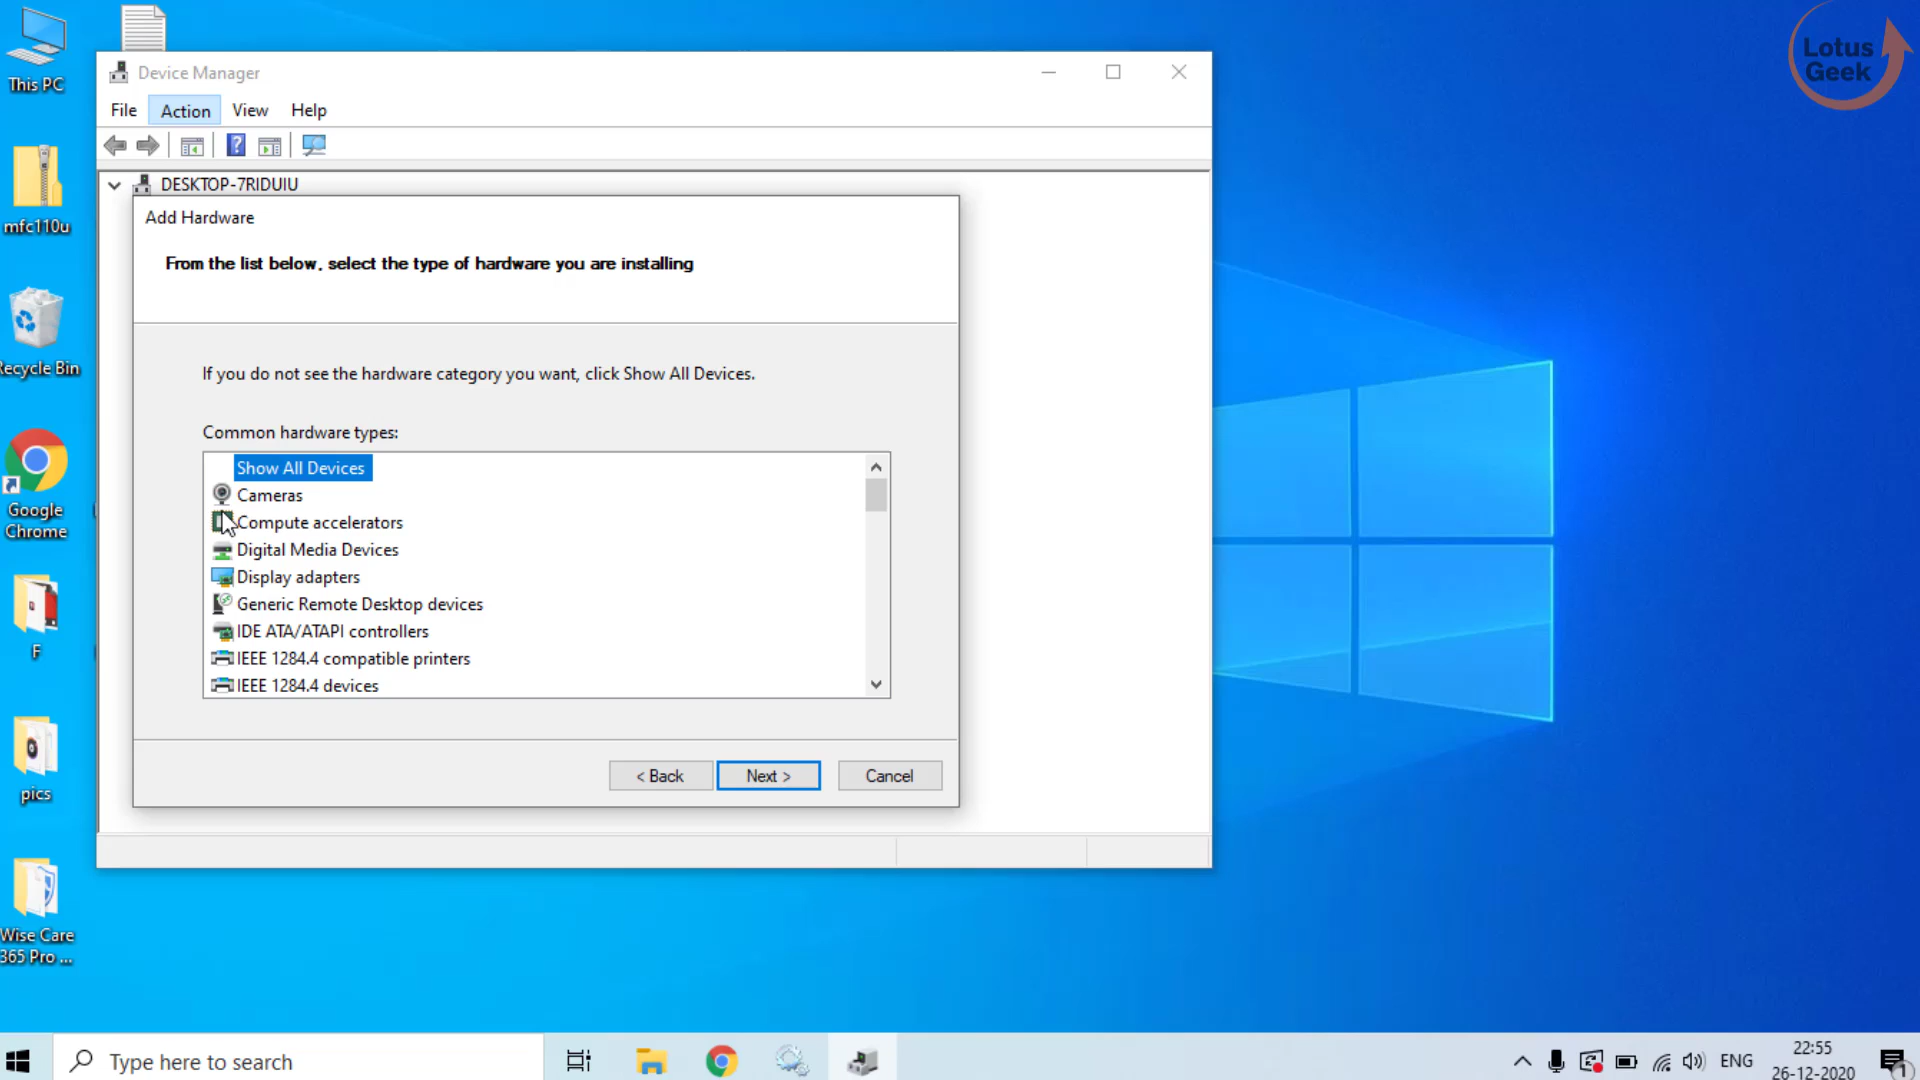 Lotus
Geek
This PC
mfc110u
Recycle Bin
Google
Chrome
F
pics
Wise Care
365 Pro ...
Device Manager
File Action View Help
DESKTOP-7RIDUIU
Add Hardware
From the list below, select the type of hardware you are installing
If you do not see the hardware category you want, click Show All Devices.
Common hardware types:
Show All Devices
Cameras
Compute accelerators
Digital Media Devices
Display adapters
Generic Remote Desktop devices
IDE ATA/ATAPI controllers
IEEE 1284.4 compatible printers
IEEE 1284.4 devices
< Back Next > Cancel
Type here to search
ENG
22:55
26-12-2020
1